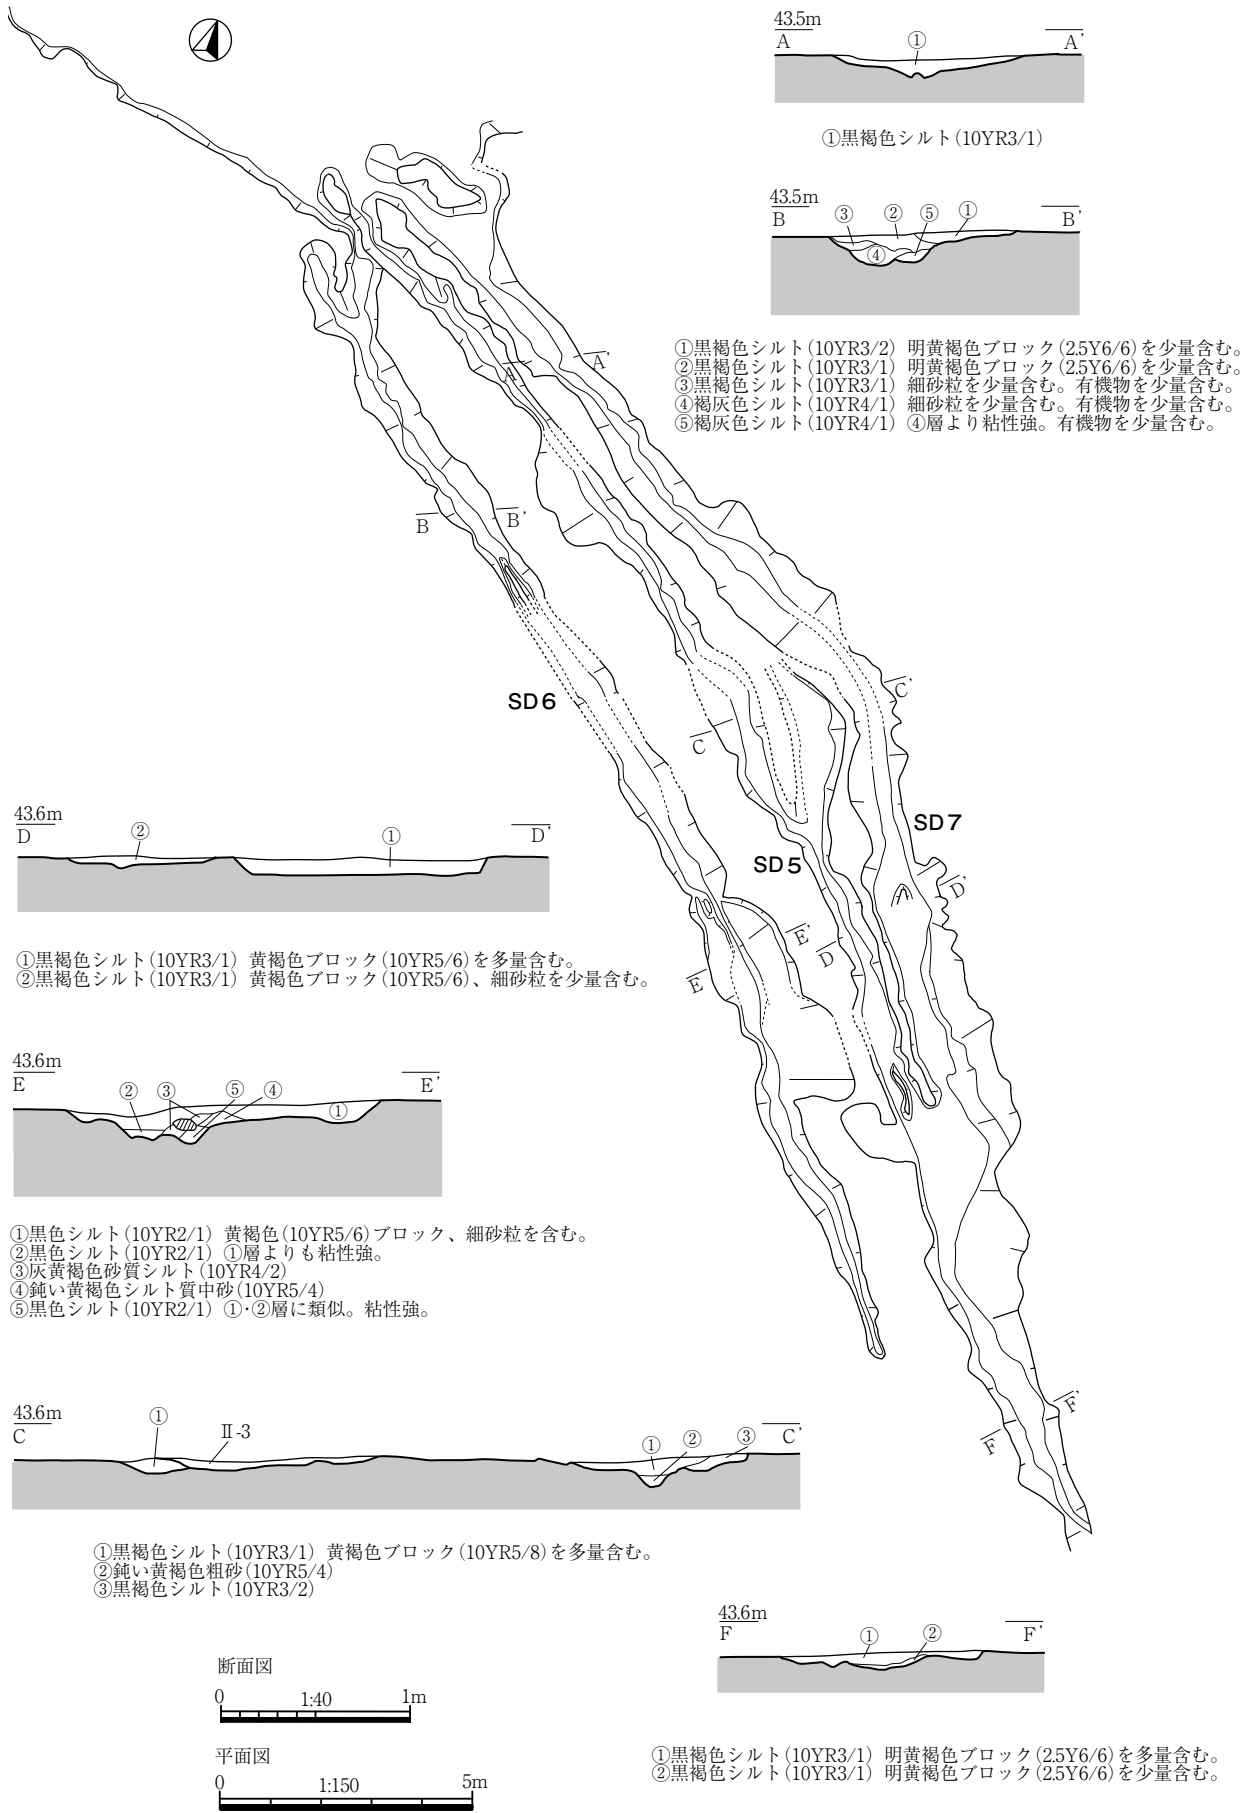 43.5m
A A'
①
①黒褐色シルト(10YR3/1)
43.5m
B B'
③ ② ⑤ ①
④
①黒褐色シルト(10YR3/2) 明黄褐色ブロック(2.5Y6/6)を少量含む。
②黒褐色シルト(10YR3/1) 明黄褐色ブロック(2.5Y6/6)を少量含む。
③黒褐色シルト(10YR3/1) 細砂粒を少量含む。有機物を少量含む。
④褐灰色シルト(10YR4/1) 細砂粒を少量含む。有機物を少量含む。
⑤褐灰色シルト(10YR4/1) ④層より粘性強。有機物を少量含む。
A A'
B B'
SD6
C C'
SD7
SD5
D D'
E E'
F F'
43.6m
D D'
② ①
①黒褐色シルト(10YR3/1) 黄褐色ブロック(10YR5/6)を多量含む。
②黒褐色シルト(10YR3/1) 黄褐色ブロック(10YR5/6)、細砂粒を少量含む。
43.6m
E E'
② ③ ⑤ ④ ①
①黒色シルト(10YR2/1) 黄褐色(10YR5/6)ブロック、細砂粒を含む。
②黒色シルト(10YR2/1) ①層よりも粘性強。
③灰黄褐色砂質シルト(10YR4/2)
④鈍い黄褐色シルト質中砂(10YR5/4)
⑤黒色シルト(10YR2/1) ①・②層に類似。粘性強。
43.6m
C C'
① Ⅱ-3 ① ② ③
①黒褐色シルト(10YR3/1) 黄褐色ブロック(10YR5/8)を多量含む。
②鈍い黄褐色粗砂(10YR5/4)
③黒褐色シルト(10YR3/2)
43.6m
F F'
① ②
①黒褐色シルト(10YR3/1) 明黄褐色ブロック(2.5Y6/6)を多量含む。
②黒褐色シルト(10YR3/1) 明黄褐色ブロック(2.5Y6/6)を少量含む。
断面図
0 1:40 1m
平面図
0 1:150 5m